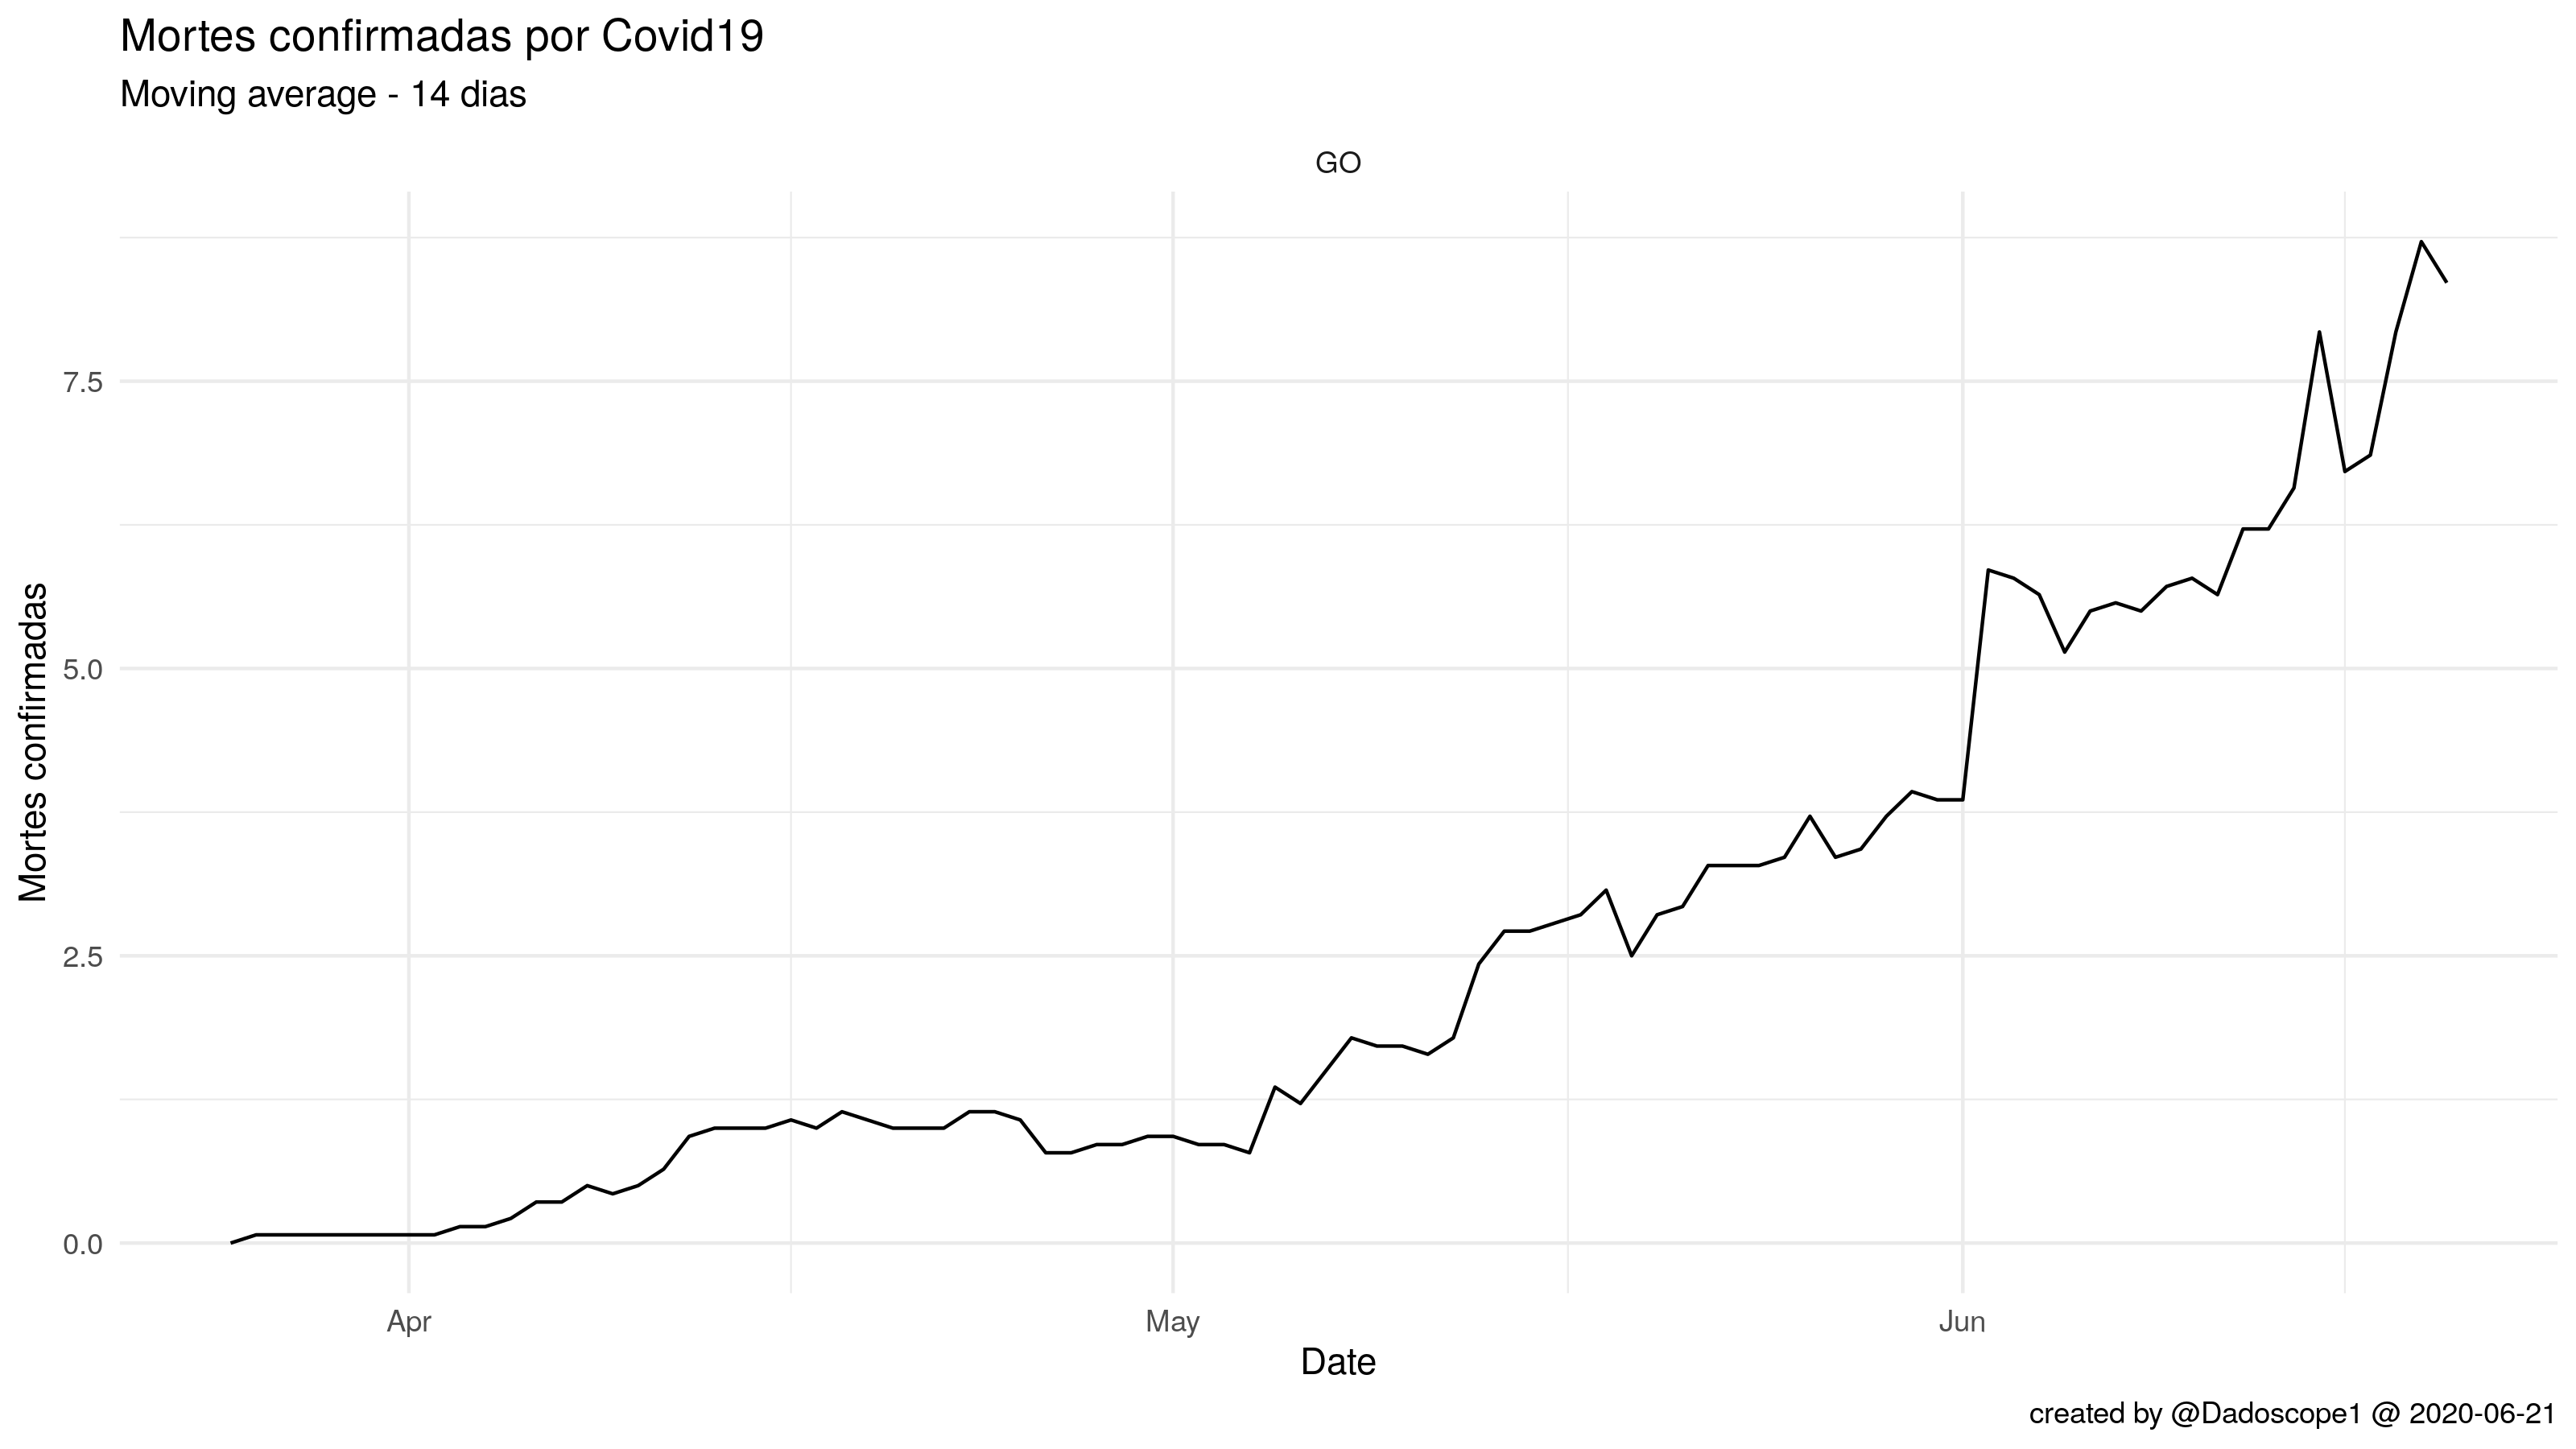 Mortes confirmadas por Covid19
Moving average - 14 dias
GO
Mortes confirmadas
7.5
5.0
2.5
0.0
Apr
May
Jun
Date
created by @Dadoscope1 @ 2020-06-21